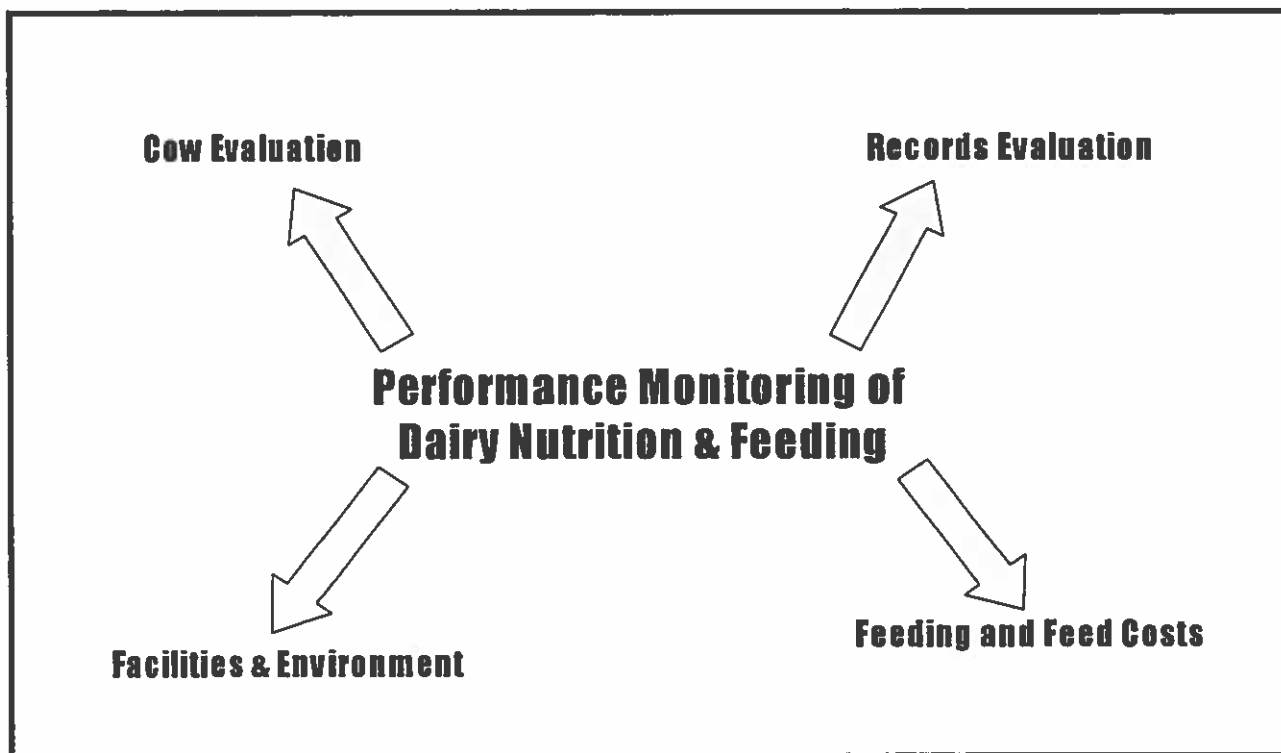 Cow Evaluation
Records Evaluation
Performance Monitoring of
Dairy Nutrition & Feeding
Feeding and Feed Costs
Facilities & Environment